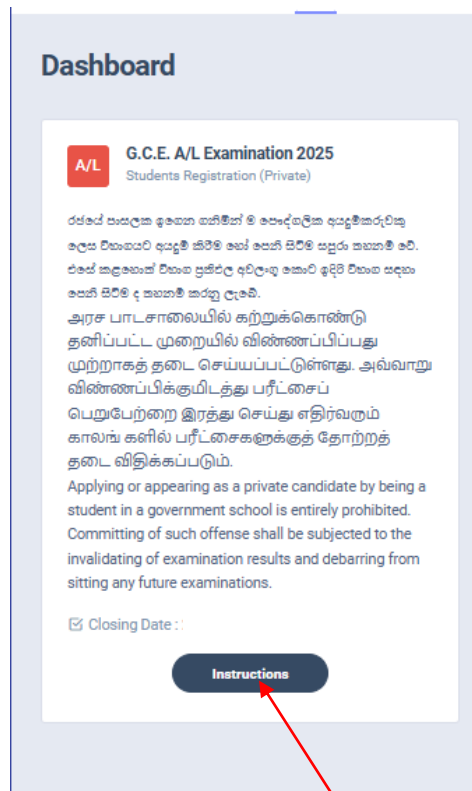 Dashboard
A/L
G.C.E. A/L Examination 2025
Students Registration (Private)
රජයේ පාසලක ඉගෙන ගනිමින් ම පෞද්ගලික අයදුම්කරුවකු
ලෙස විභාගයට අයදුම් කිරීම හෝ පෙනී සිටීම සපුරා තහනම් වේ.
එසේ කළහොත් විභාග ප්‍රතිඵල අවලංගු කොට ඉදිරි විභාග සඳහා
පෙනී සිටීම ද තහනම් කරනු ලැබේ.
அரச பாடசாலையில் கற்றுக்கொண்டு
தனிப்பட்ட முறையில் விண்ணப்பிப்பது
முற்றாகத் தடை செய்யப்பட்டுள்ளது. அவ்வாறு
விண்ணப்பிக்குமிடத்து பரீட்சைப்
பெறுபேற்றை இரத்து செய்து எதிர்வரும்
காலங் களில் பரீட்சைகளுக்குத் தோற்றத்
தடை விதிக்கப்படும்.
Applying or appearing as a private candidate by being a
student in a government school is entirely prohibited.
Committing of such offense shall be subjected to the
invalidating of examination results and debarring from
sitting any future examinations.
Closing Date :
Instructions